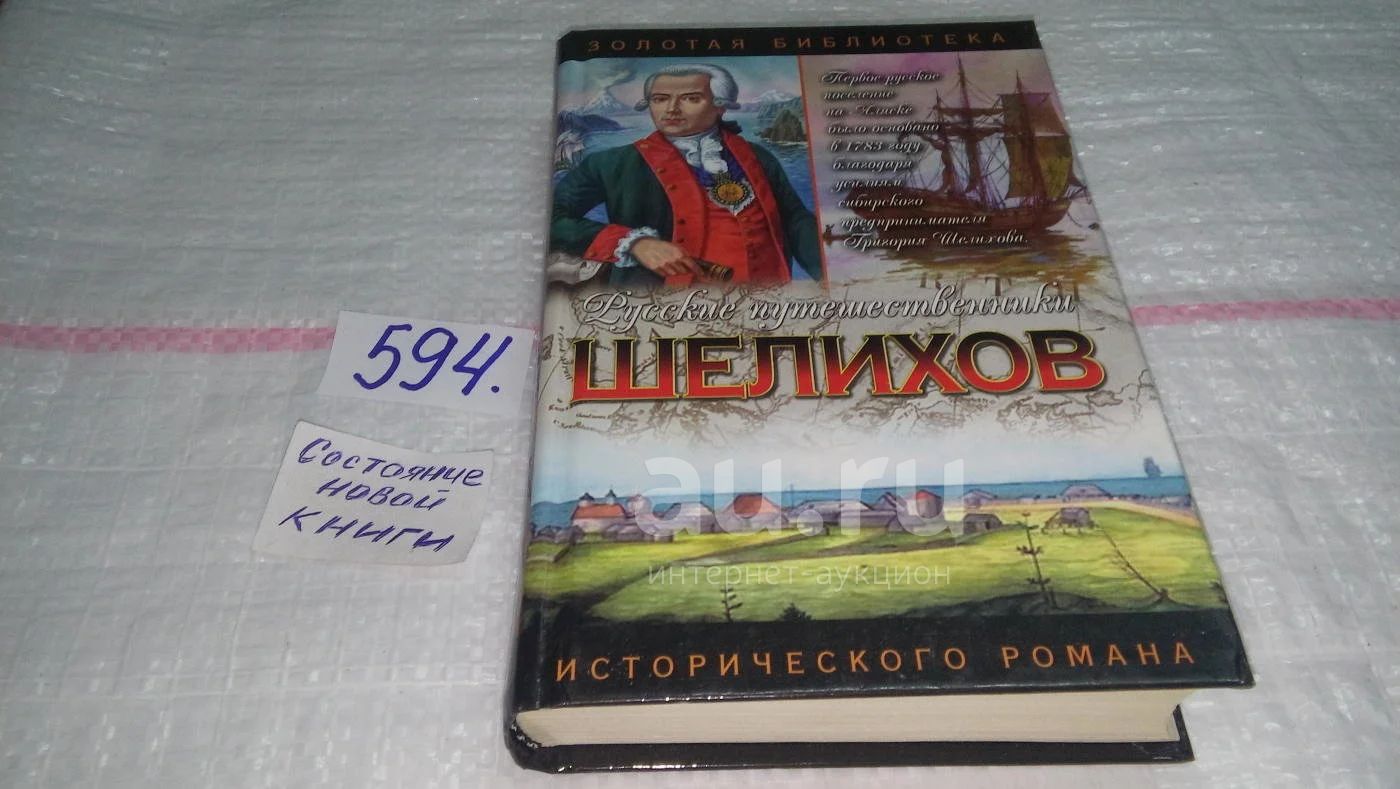 ЗОЛОТАЯ БИБЛИОТЕКА
Первое русское
поселение
на Аляске
было основано
в 1783 году
благодаря
усилиям
сибирского
предпринимателя
Григория Шелихова.
Русские путешественники
ШЕЛИХОВ
594.
Состояние
новой
книги
au.ru
интернет-аукцион
ИСТОРИЧЕСКОГО РОМАНА